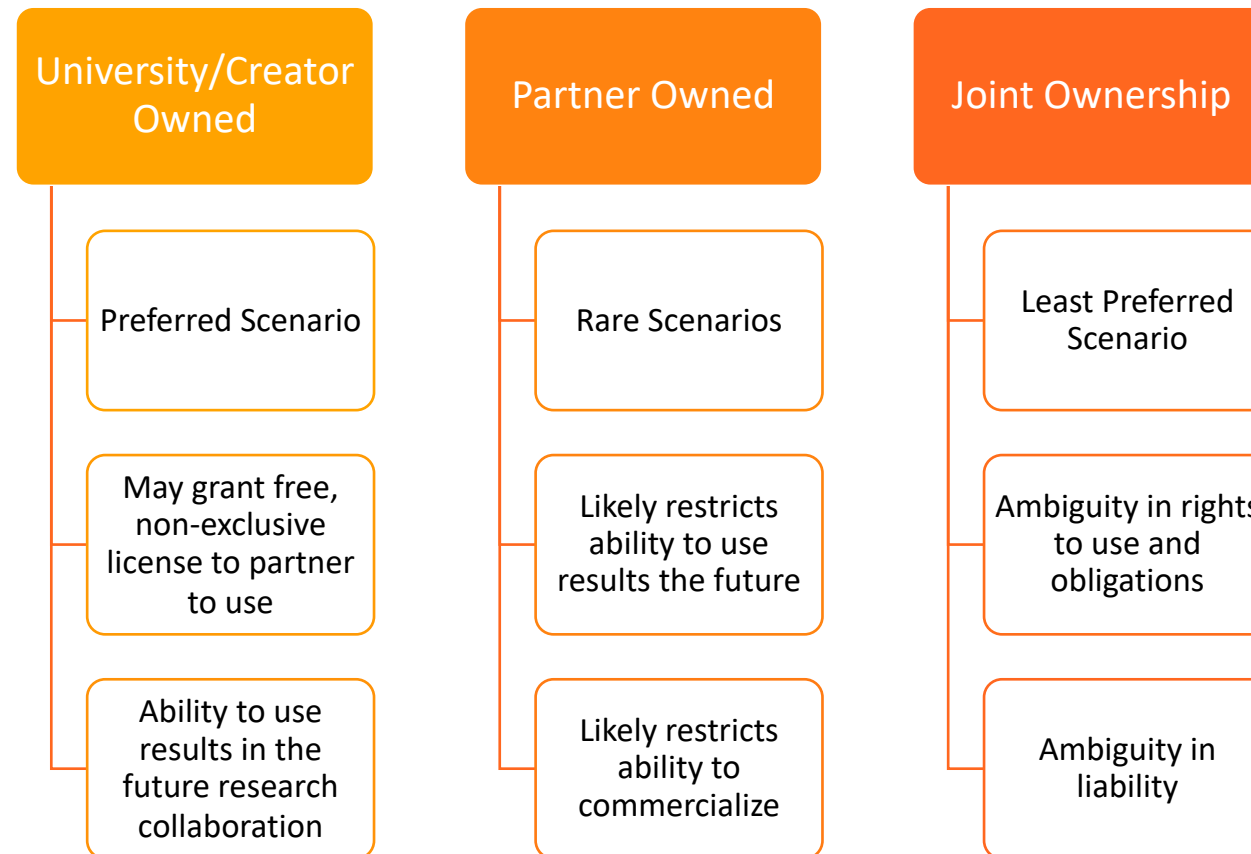 University/Creator
Owned
Preferred Scenario
May grant free,
non-exclusive
license to partner
to use
Ability to use
results in the
future research
collaboration
Partner Owned
Rare Scenarios
Likely restricts
ability to use
results the future
Likely restricts
ability to
commercialize
Joint Ownership
Least Preferred
Scenario
Ambiguity in rights
to use and
obligations
Ambiguity in
liability